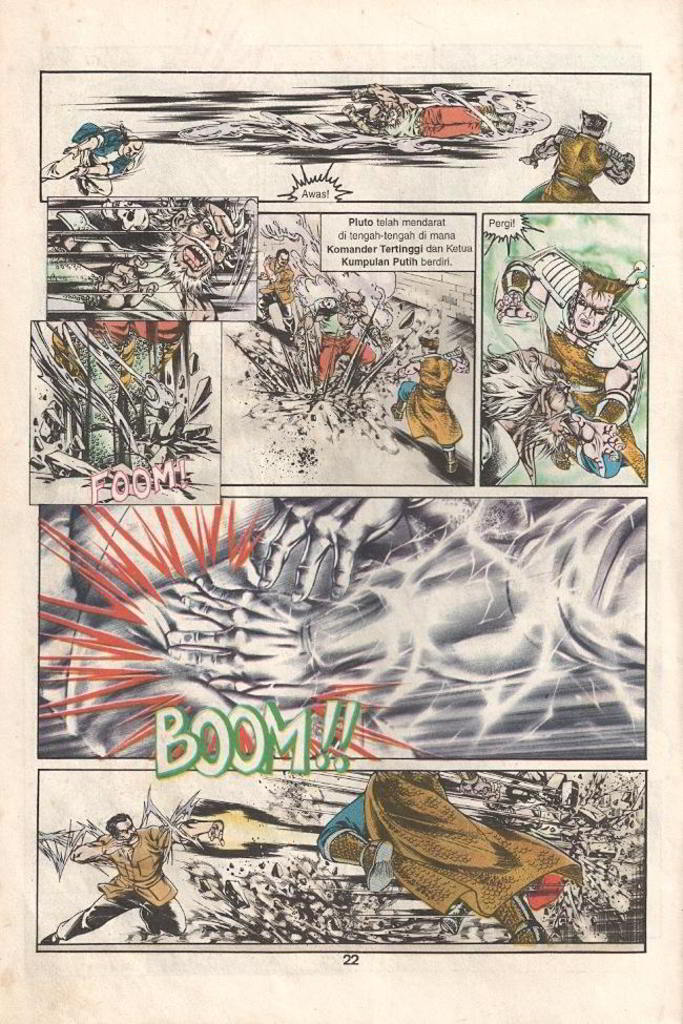 Awas!
Pluto telah mendarat
di tengah-tengah di mana
Komander Tertinggi dan Ketua
Kumpulan Putih berdiri.
Pergi!
FOOM!
BOOM!!
22